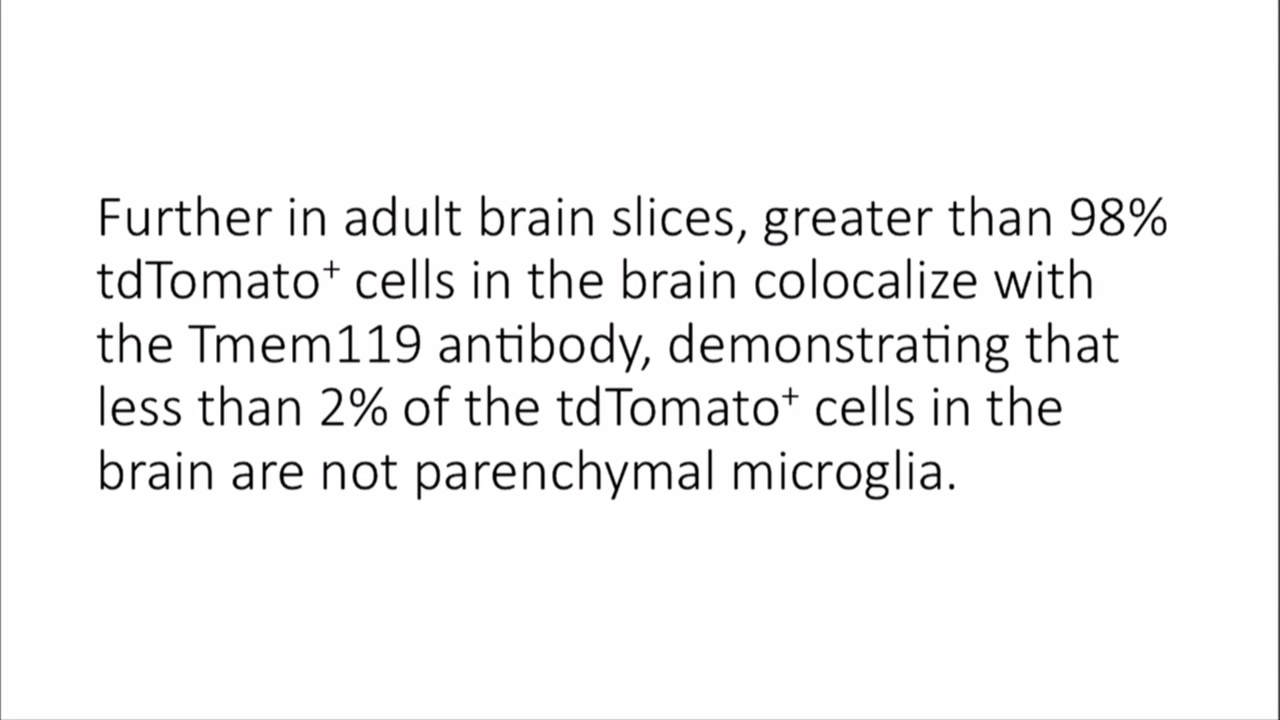 Further in adult brain slices, greater than 98%
tdTomato⁺ cells in the brain colocalize with
the Tmem119 antibody, demonstrating that
less than 2% of the tdTomato⁺ cells in the
brain are not parenchymal microglia.